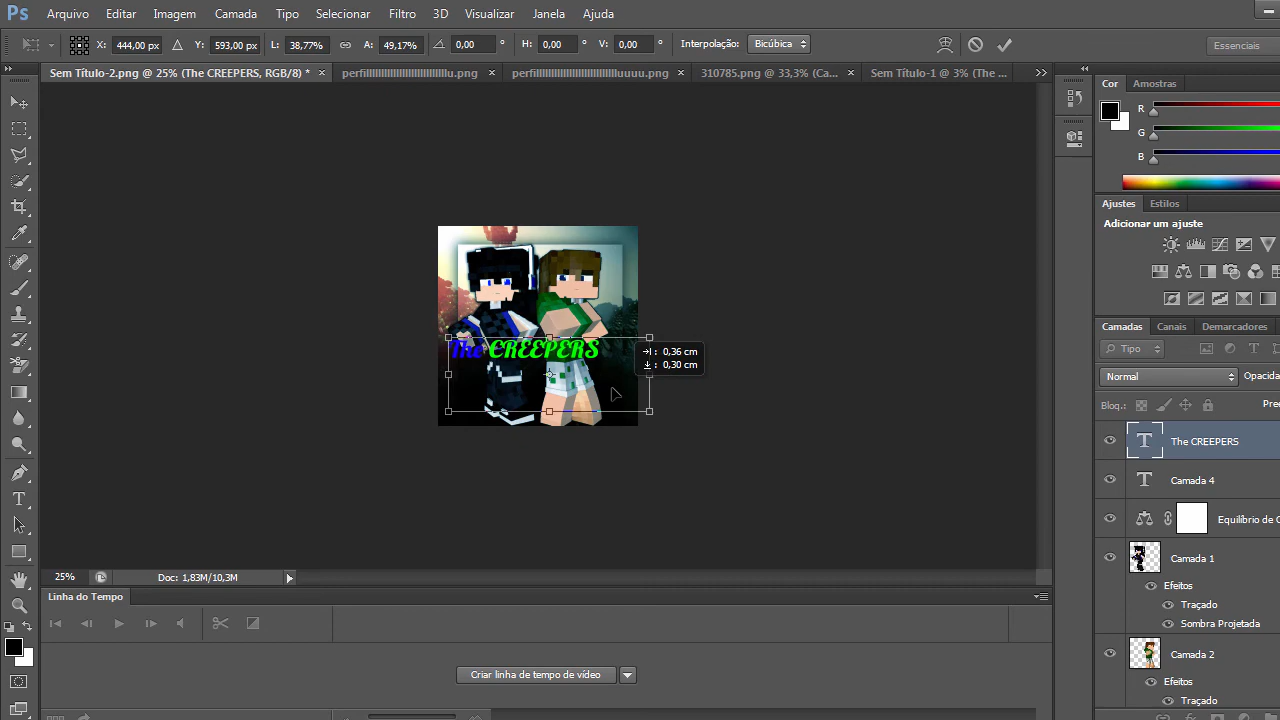 Ps Arquivo Editar Imagem Camada Tipo Selecionar Filtro 3D Visualizar Janela Ajuda
X: 444,00 px Y: 593,00 px L: 38,77% A: 49,17% 0,00 ° H: 0,00 ° V: 0,00 ° Interpolação: Bicúbica Essenciais
Sem Título-2.png @ 25% (The CREEPERS, RGB/8) * × 310785.png @ 33,3% (Ca... × Sem Título-1 @ 3% (The ...
Cor Amostras
R
G
B
Ajustes Estilos
Adicionar um ajuste
Camadas Canais Demarcadores
Tipo
Normal Opacida
Bloq.: Pree
The CREEPERS
Camada 4
Equilíbrio de C
Camada 1
Efeitos
Traçado
Sombra Projetada
Camada 2
Efeitos
Traçado
The CREEPERS
: 0,36 cm
: 0,30 cm
25% Doc: 1,83M/10,3M
Linha do Tempo
Criar linha de tempo de vídeo